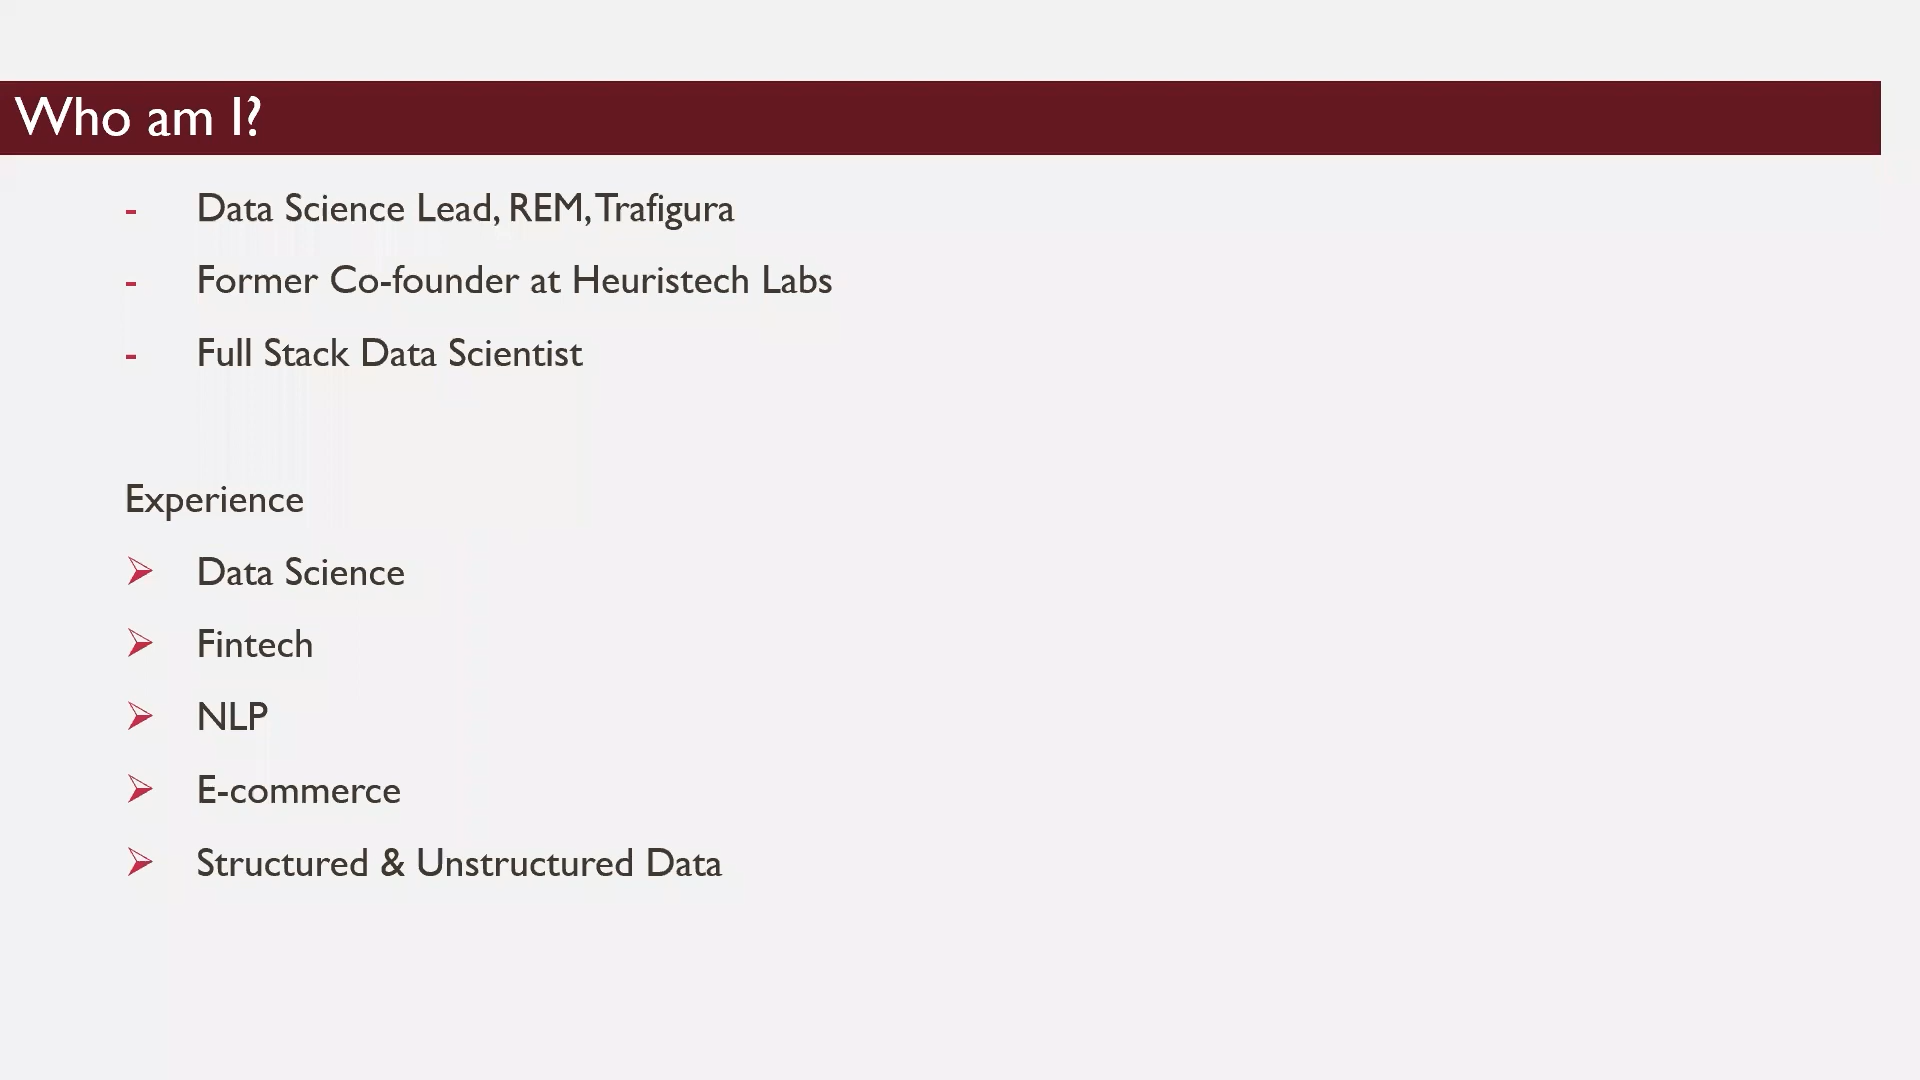 Who am I?
- Data Science Lead, REM, Trafigura
- Former Co-founder at Heuristech Labs
- Full Stack Data Scientist
Experience
➢ Data Science
➢ Fintech
➢ NLP
➢ E-commerce
➢ Structured & Unstructured Data